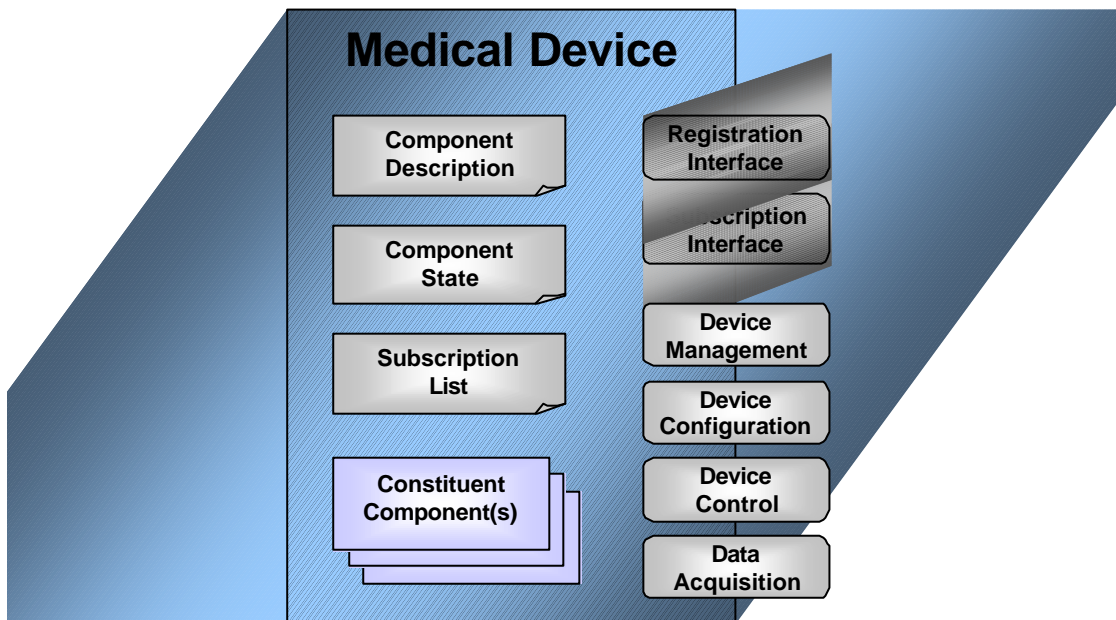 Medical Device
Component
Description
Component
State
Subscription
List
Constituent
Component(s)
Registration
Interface
Subscription
Interface
Device
Management
Device
Configuration
Device
Control
Data
Acquisition